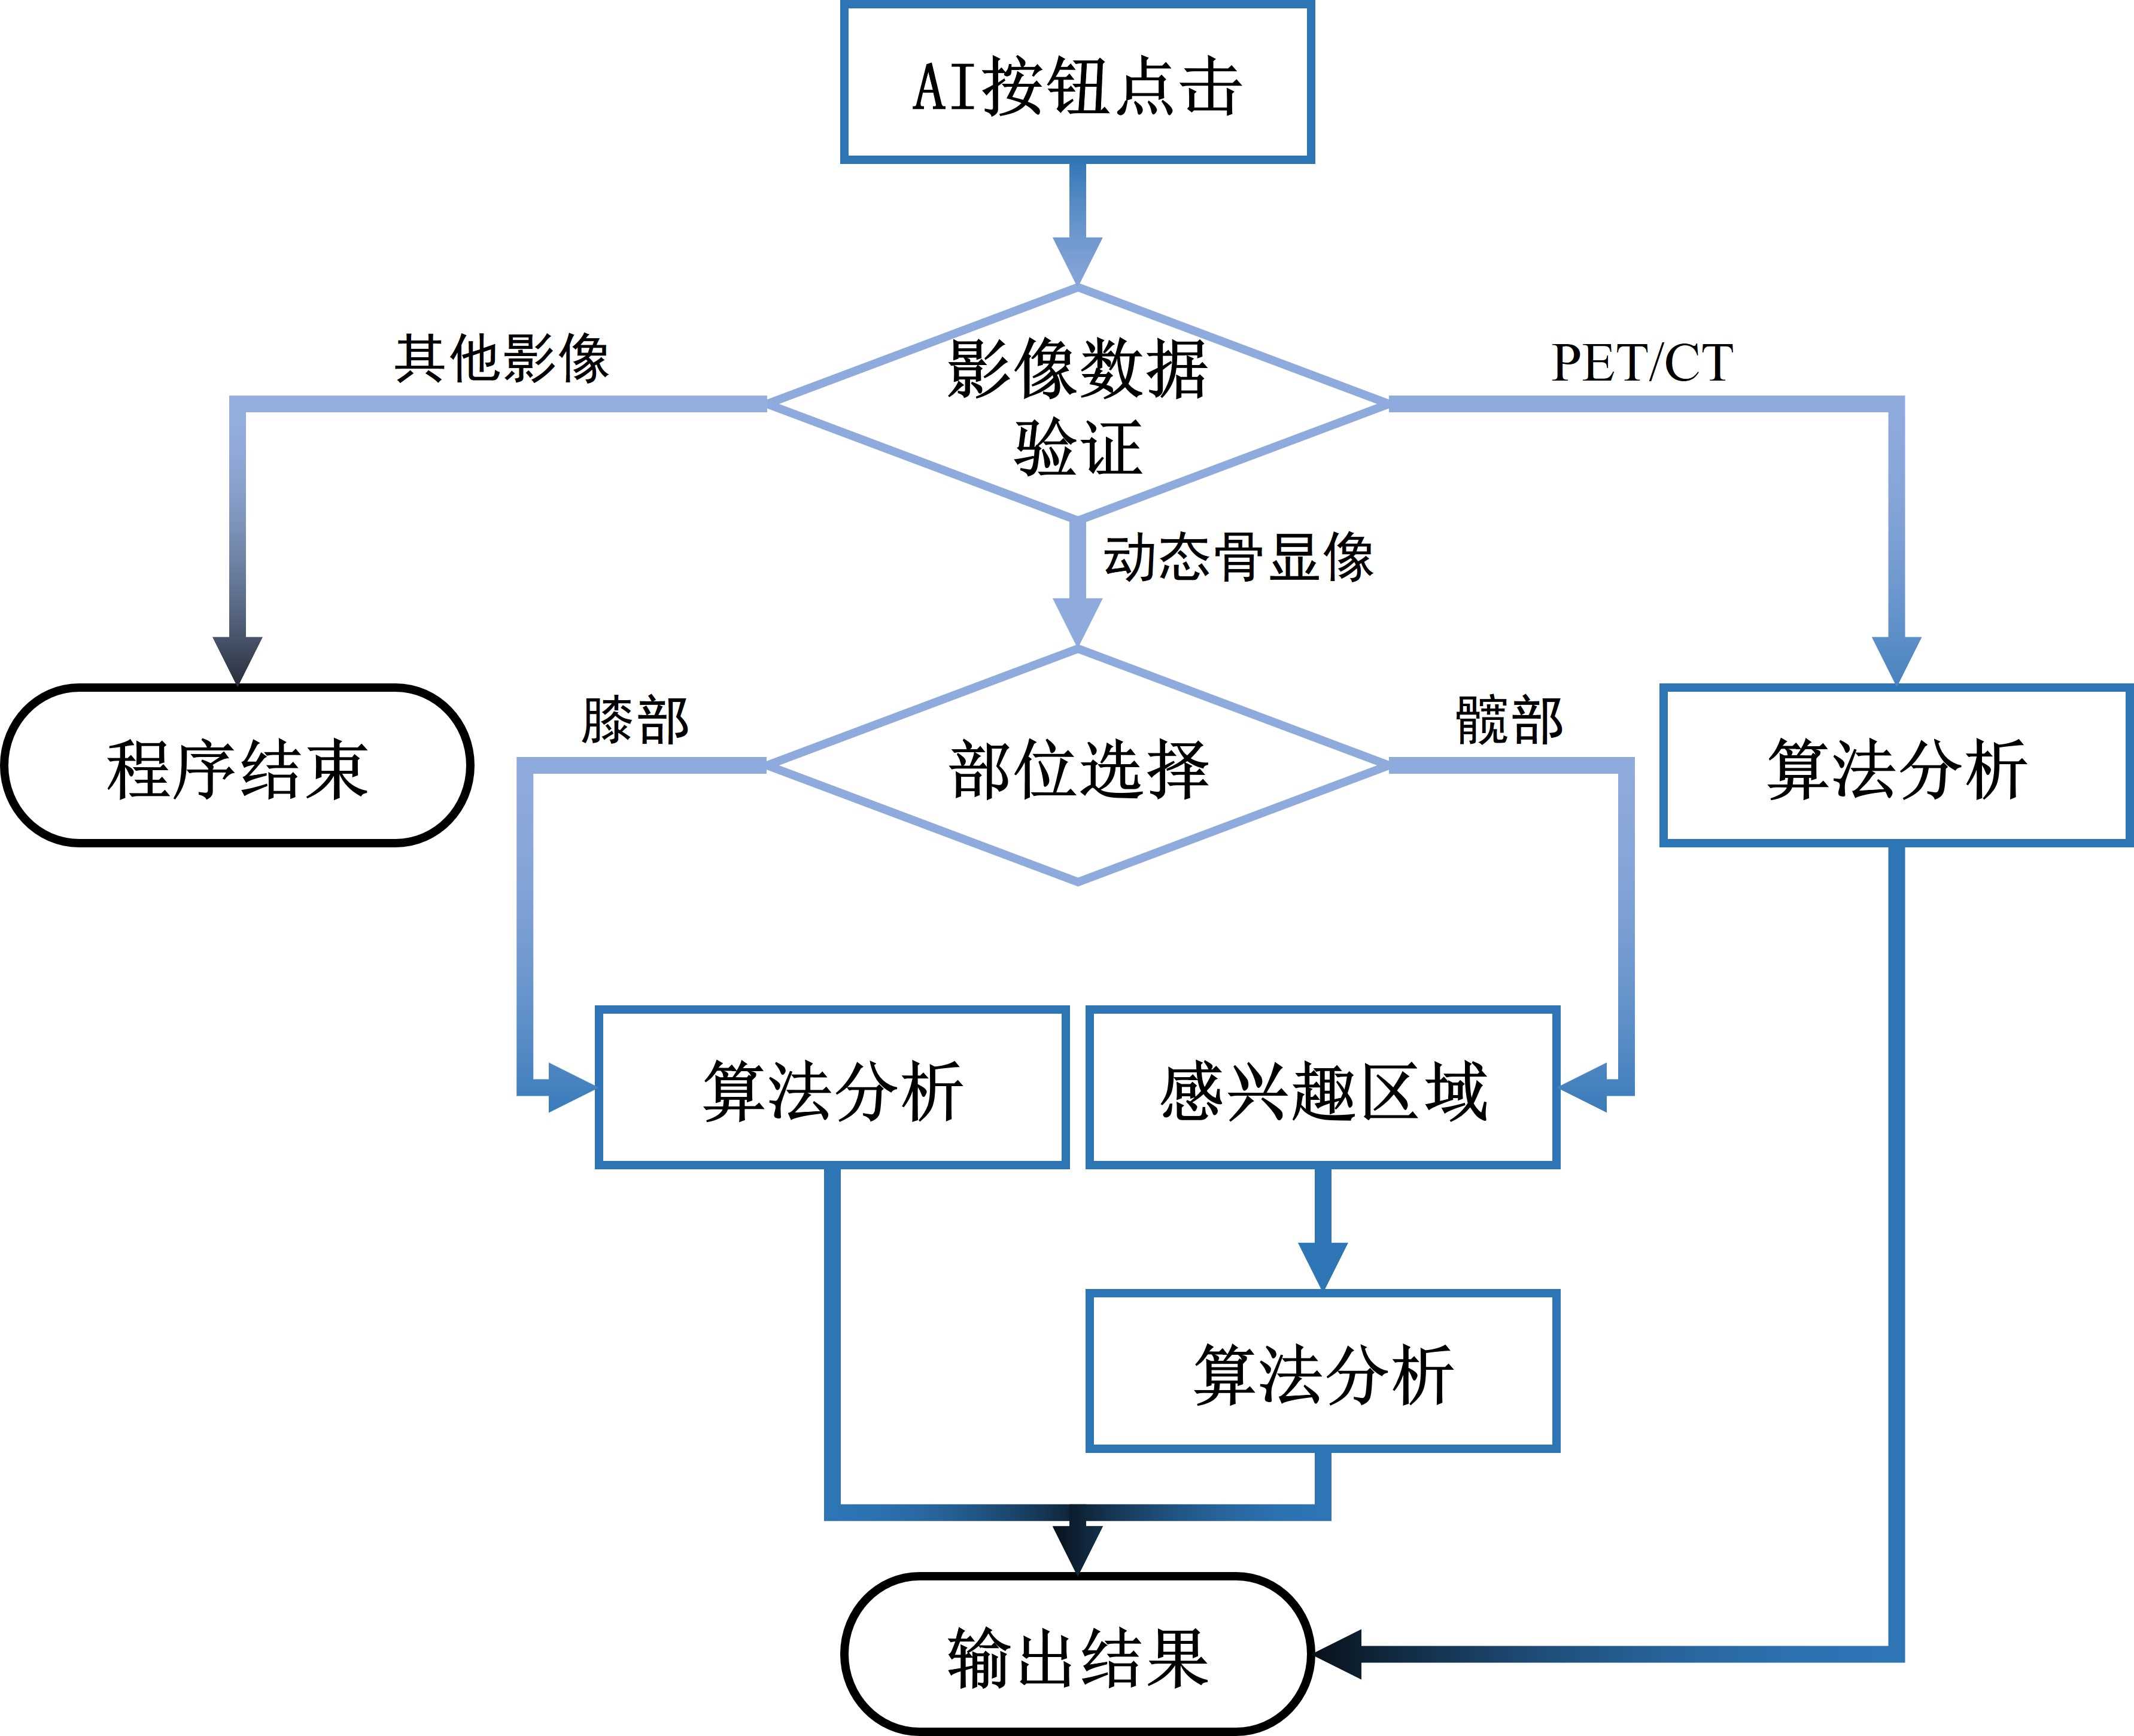 AI按钮点击
其他影像
影像数据
验证
PET/CT
动态骨显像
膝部
髋部
程序结束
部位选择
算法分析
算法分析
感兴趣区域
算法分析
输出结果